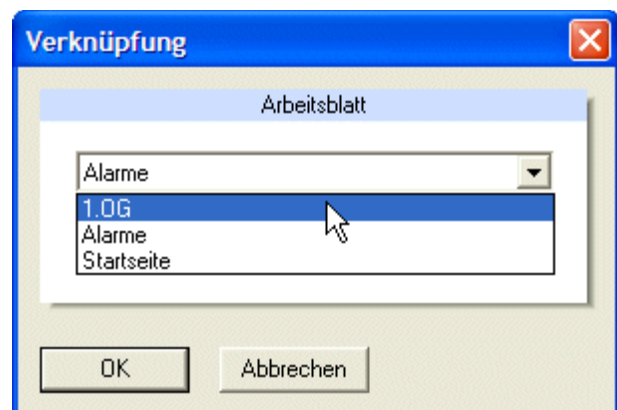 Verknüpfung
Arbeitsblatt
Alarme
1.OG
Alarme
Startseite
OK
Abbrechen